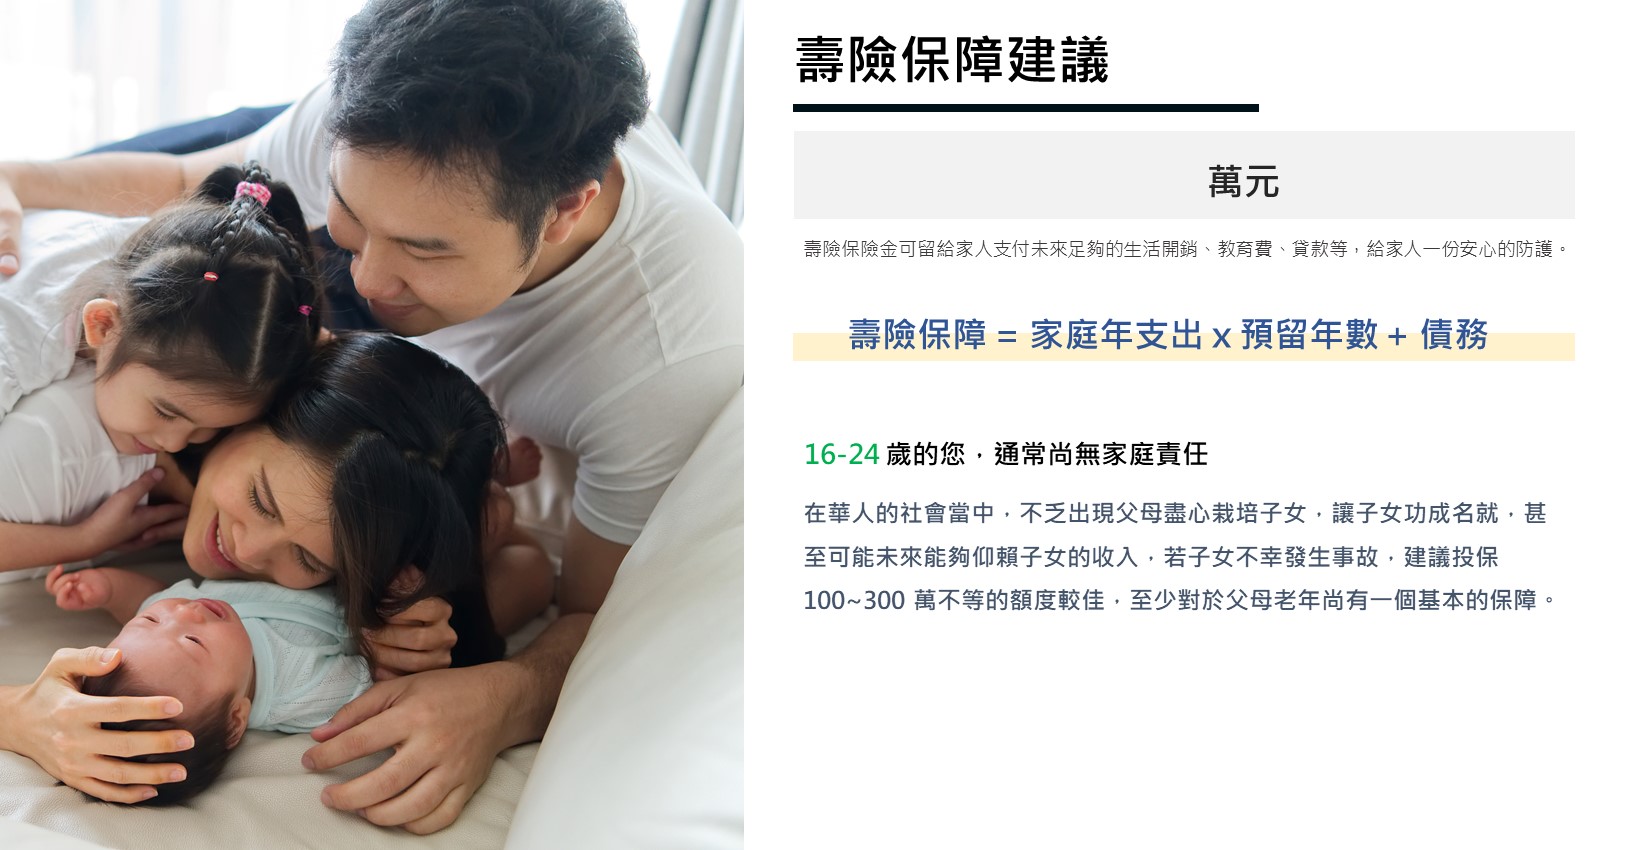 壽險保障建議
萬元
壽險保險金可留給家人支付未來足夠的生活開銷、教育費、貸款等，給家人一份安心的防護。
壽險保障 = 家庭年支出 x 預留年數 + 債務
16-24 歲的您，通常尚無家庭責任
在華人的社會當中，不乏出現父母盡心栽培子女，讓子女功成名就，甚
至可能未來能夠仰賴子女的收入，若子女不幸發生事故，建議投保
100~300 萬不等的額度較佳，至少對於父母老年尚有一個基本的保障。